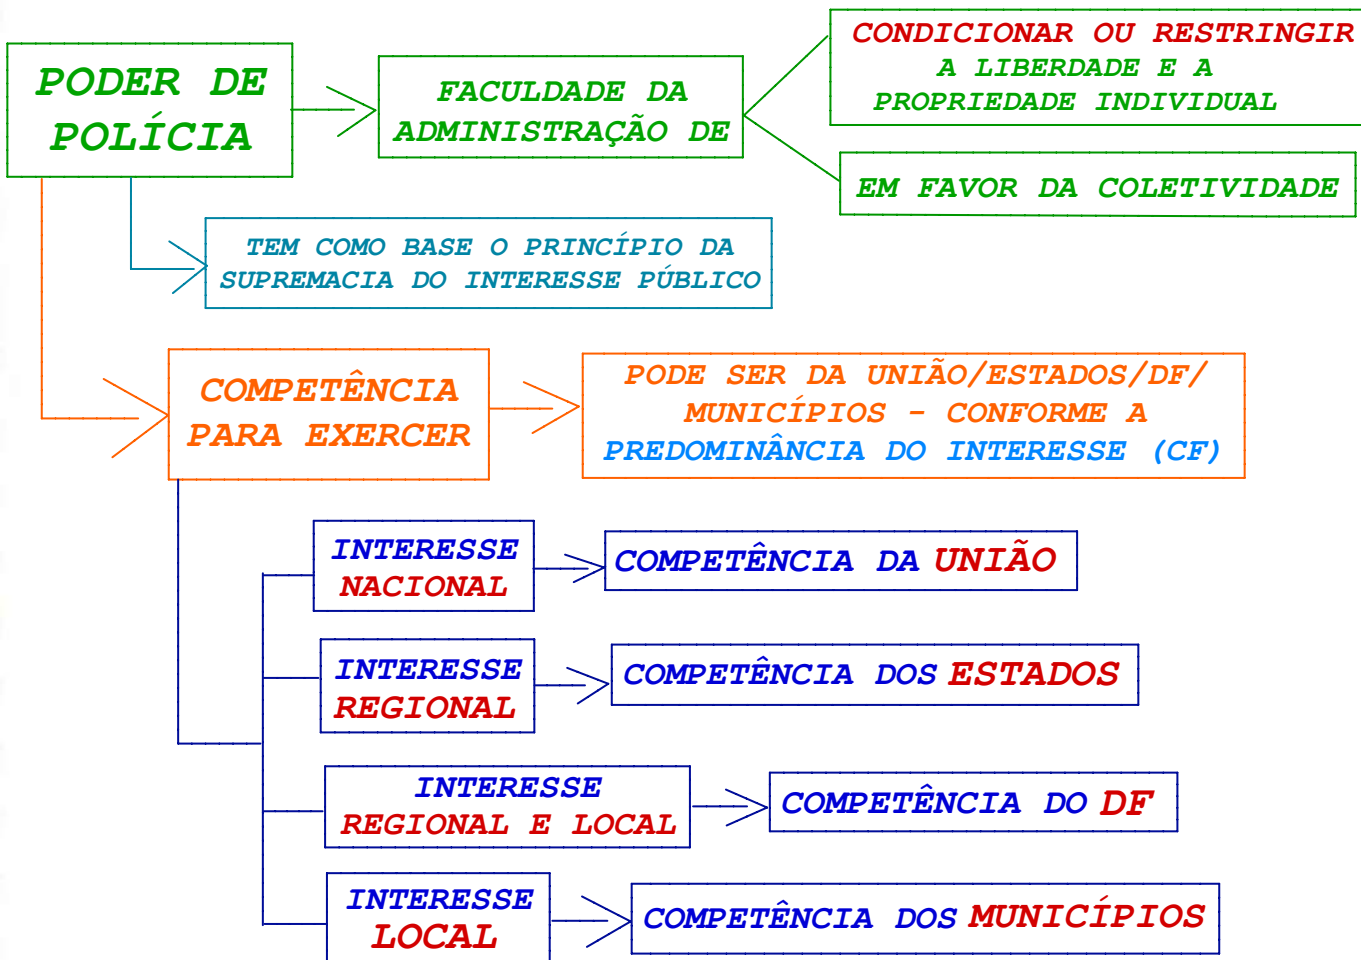 PODER DE
POLÍCIA
FACULDADE DA
ADMINISTRAÇÃO DE
CONDICIONAR OU RESTRINGIR
A LIBERDADE E A
PROPRIEDADE INDIVIDUAL
EM FAVOR DA COLETIVIDADE
TEM COMO BASE O PRINCÍPIO DA
SUPREMACIA DO INTERESSE PÚBLICO
COMPETÊNCIA
PARA EXERCER
PODE SER DA UNIÃO/ESTADOS/DF/
MUNICÍPIOS - CONFORME A
PREDOMINÂNCIA DO INTERESSE (CF)
INTERESSE
NACIONAL
COMPETÊNCIA DA UNIÃO
INTERESSE
REGIONAL
COMPETÊNCIA DOS ESTADOS
INTERESSE
REGIONAL E LOCAL
COMPETÊNCIA DO DF
INTERESSE
LOCAL
COMPETÊNCIA DOS MUNICÍPIOS